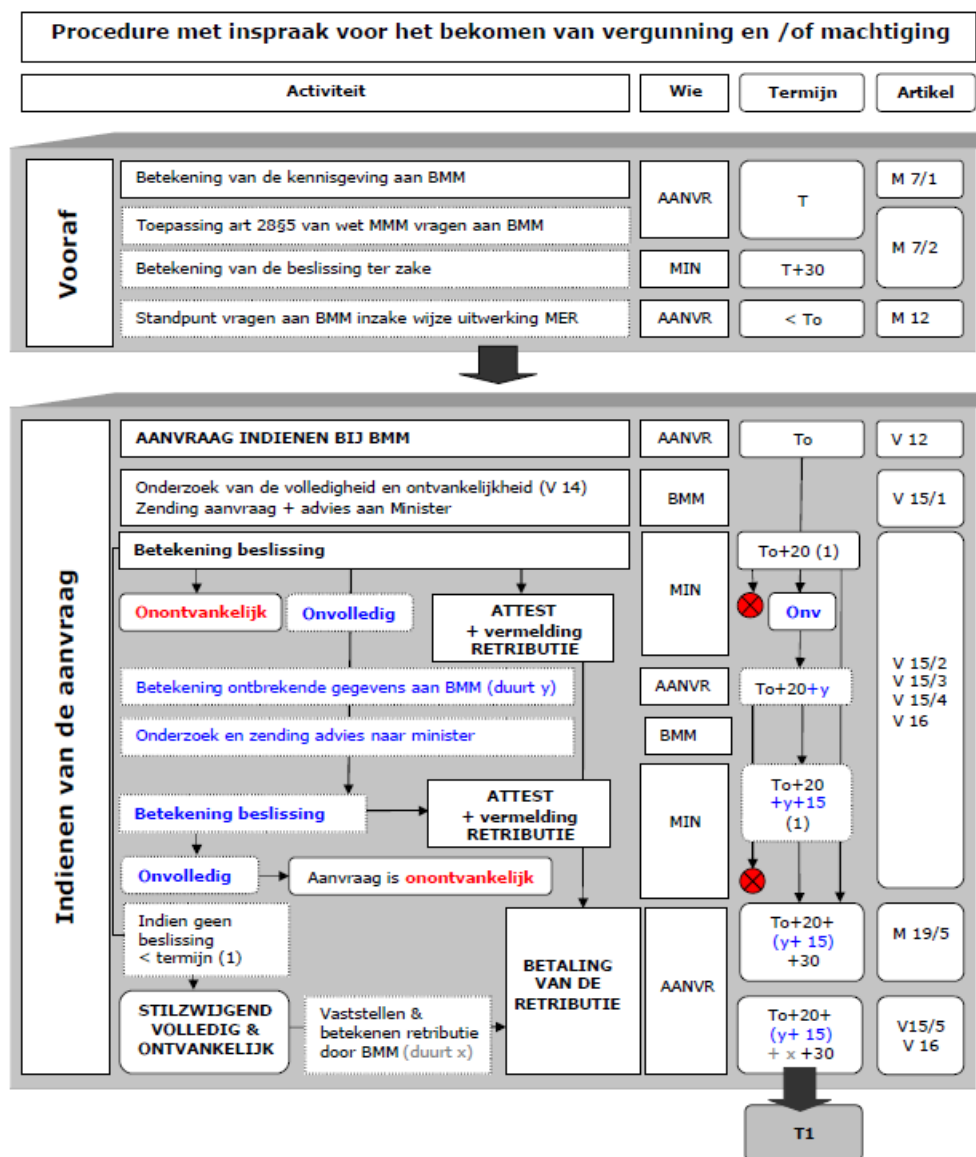 Procedure met inspraak voor het bekomen van vergunning en /of machtiging
Activiteit
Wie
Termijn
Artikel
Vooraf
Betekening van de kennisgeving aan BMM
AANVR
T
M 7/1
Toepassing art 28§5 van wet MMM vragen aan BMM
M 7/2
Betekening van de beslissing ter zake
MIN
T+30
Standpunt vragen aan BMM inzake wijze uitwerking MER
AANVR
< To
M 12
Indienen van de aanvraag
AANVRAAG INDIENEN BIJ BMM
AANVR
To
V 12
Onderzoek van de volledigheid en ontvankelijkheid (V 14)
Zending aanvraag + advies aan Minister
BMM
V 15/1
Betekening beslissing
MIN
To+20 (1)
Onontvankelijk
Onvolledig
ATTEST
+ vermelding
RETRIBUTIE
Onv
V 15/2
V 15/3
V 15/4
V 16
Betekening ontbrekende gegevens aan BMM (duurt y)
AANVR
To+20+y
Onderzoek en zending advies naar minister
BMM
Betekening beslissing
ATTEST
+ vermelding
RETRIBUTIE
MIN
To+20
+y+15
(1)
Onvolledig
Aanvraag is onontvankelijk
Indien geen
beslissing
< termijn (1)
BETALING
VAN DE
RETRIBUTIE
AANVR
To+20+
(y+ 15)
+30
M 19/5
STILZWIJGEND
VOLLEDIG &
ONTVANKELIJK
Vaststellen &
betekenen retributie
door BMM (duurt x)
To+20+
(y+ 15)
+ x +30
V15/5
V 16
T1